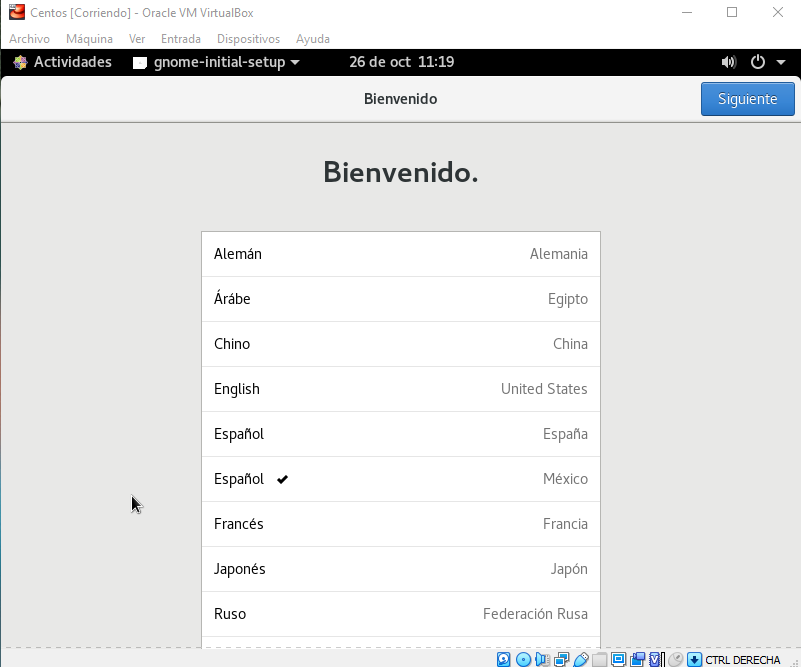 Centos [Corriendo] - Oracle VM VirtualBox
Archivo Máquina Ver Entrada Dispositivos Ayuda
Actividades gnome-initial-setup 26 de oct 11:19
Bienvenido Siguiente
Bienvenido.
Alemán Alemania
Árábe Egipto
Chino China
English United States
Español España
Español México
Francés Francia
Japonés Japón
Ruso Federación Rusa
CTRL DERECHA